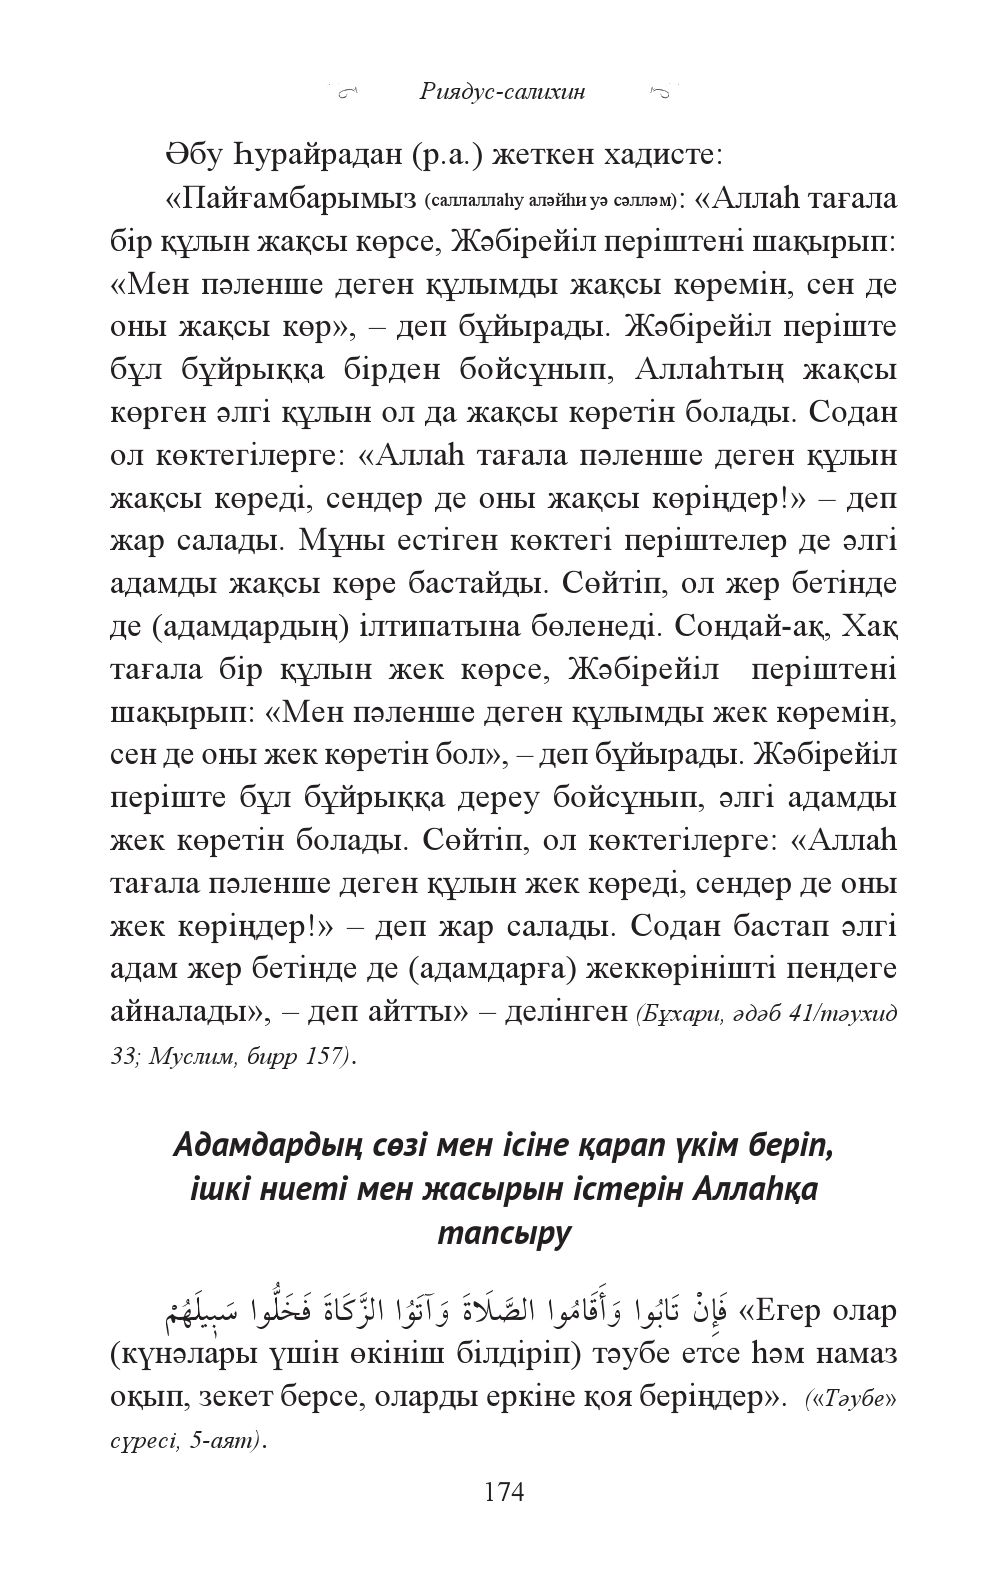 Риядус-салихин
Әбу Һурайрадан (р.а.) жеткен хадисте:
«Пайғамбарымыз (саллаллаһу аләйһи уә сәлләм): «Аллаһ тағала
бір құлын жақсы көрсе, Жәбірейіл періштені шақырып:
«Мен пәленше деген құлымды жақсы көремін, сен де
оны жақсы көр», – деп бұйырады. Жәбірейіл періште
бұл бұйрыққа бірден бойсұнып, Аллаһтың жақсы
көрген әлгі құлын ол да жақсы көретін болады. Содан
ол көктегілерге: «Аллаһ тағала пәленше деген құлын
жақсы көреді, сендер де оны жақсы көріңдер!» – деп
жар салады. Мұны естіген көктегі періштелер де әлгі
адамды жақсы көре бастайды. Сөйтіп, ол жер бетінде
де (адамдардың) ілтипатына бөленеді. Сондай-ақ, Хақ
тағала бір құлын жек көрсе, Жәбірейіл періштені
шақырып: «Мен пәленше деген құлымды жек көремін,
сен де оны жек көретін бол», – деп бұйырады. Жәбірейіл
періште бұл бұйрыққа дереу бойсұнып, әлгі адамды
жек көретін болады. Сөйтіп, ол көктегілерге: «Аллаһ
тағала пәленше деген құлын жек көреді, сендер де оны
жек көріңдер!» – деп жар салады. Содан бастап әлгі
адам жер бетінде де (адамдарға) жеккөрінішті пендеге
айналады», – деп айтты» – делінген (Бұхари, әдәб 41/тәухид
33; Муслим, бирр 157).
Адамдардың сөзі мен ісіне қарап үкім беріп,
ішкі ниеті мен жасырын істерін Аллаһқа
тапсыру
فَإِنْ تَابُوا وَأَقَامُوا الصَّلَاةَ وَآتَوُا الزَّكَاةَ فَخَلُّوا سَبِيلَهُمْ «Егер олар
(күнәлары үшін өкініш білдіріп) тәубе етсе һәм намаз
оқып, зекет берсе, оларды еркіне қоя беріңдер». («Тәубе»
сүресі, 5-аят).
174